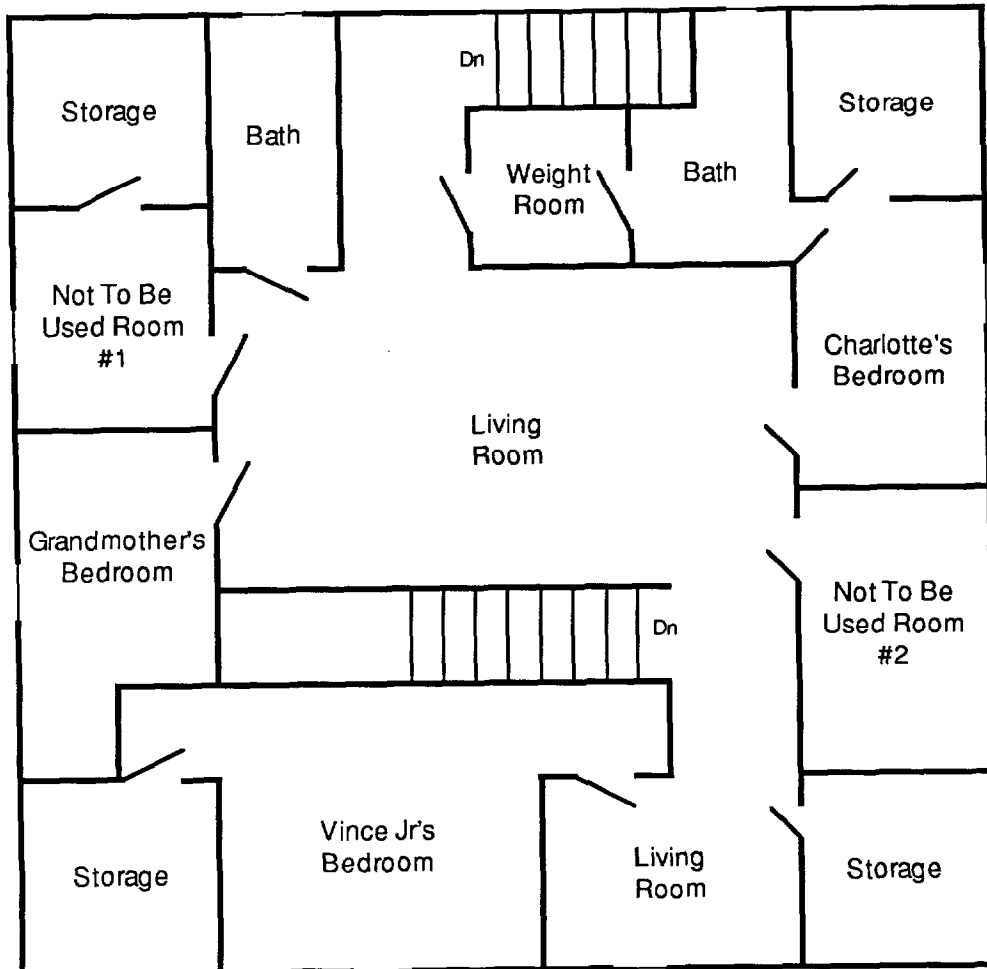 Dn
Storage
Bath
Weight
Room
Bath
Storage
Not To Be
Used Room
#1
Charlotte's
Bedroom
Living
Room
Grandmother's
Bedroom
Dn
Not To Be
Used Room
#2
Storage
Vince Jr's
Bedroom
Living
Room
Storage